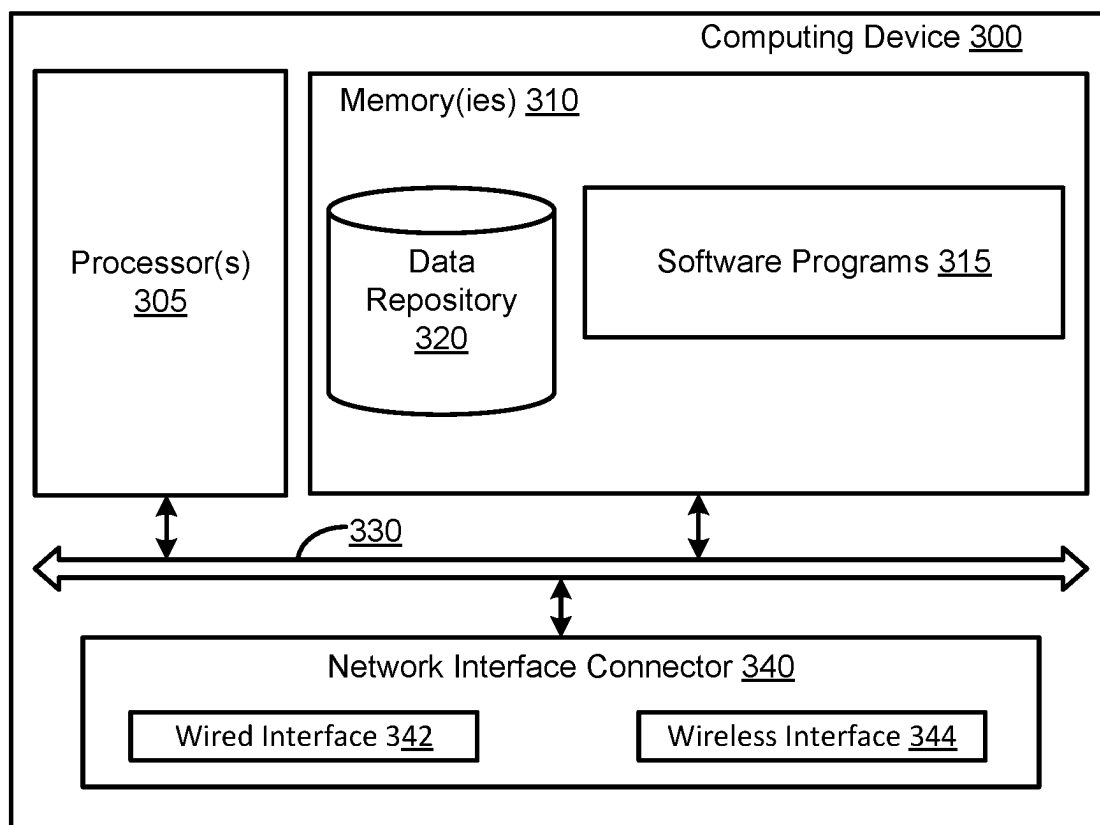 Computing Device 300
Memory(ies) 310
Processor(s)
305
Data
Repository
320
Software Programs 315
330
Network Interface Connector 340
Wired Interface 342
Wireless Interface 344